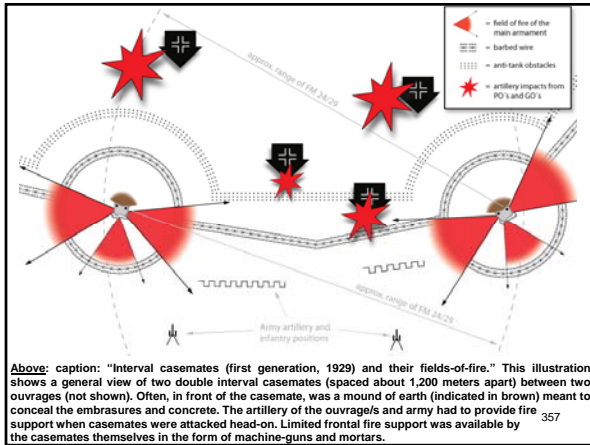 = field of fire of the
main armament
= barbed wire
= anti-tank obstacles
= artillery impacts from
PO's and GO's
approx. range of FM 24/29
approx. range of FM 24/29
Army artillery and
infantry positions
Above: caption: “Interval casemates (first generation, 1929) and their fields-of-fire.” This illustration
shows a general view of two double interval casemates (spaced about 1,200 meters apart) between two
ouvrages (not shown). Often, in front of the casemate, was a mound of earth (indicated in brown) meant to
conceal the embrasures and concrete. The artillery of the ouvrage/s and army had to provide fire
support when casemates were attacked head-on. Limited frontal fire support was available by
the casemates themselves in the form of machine-guns and mortars.
357